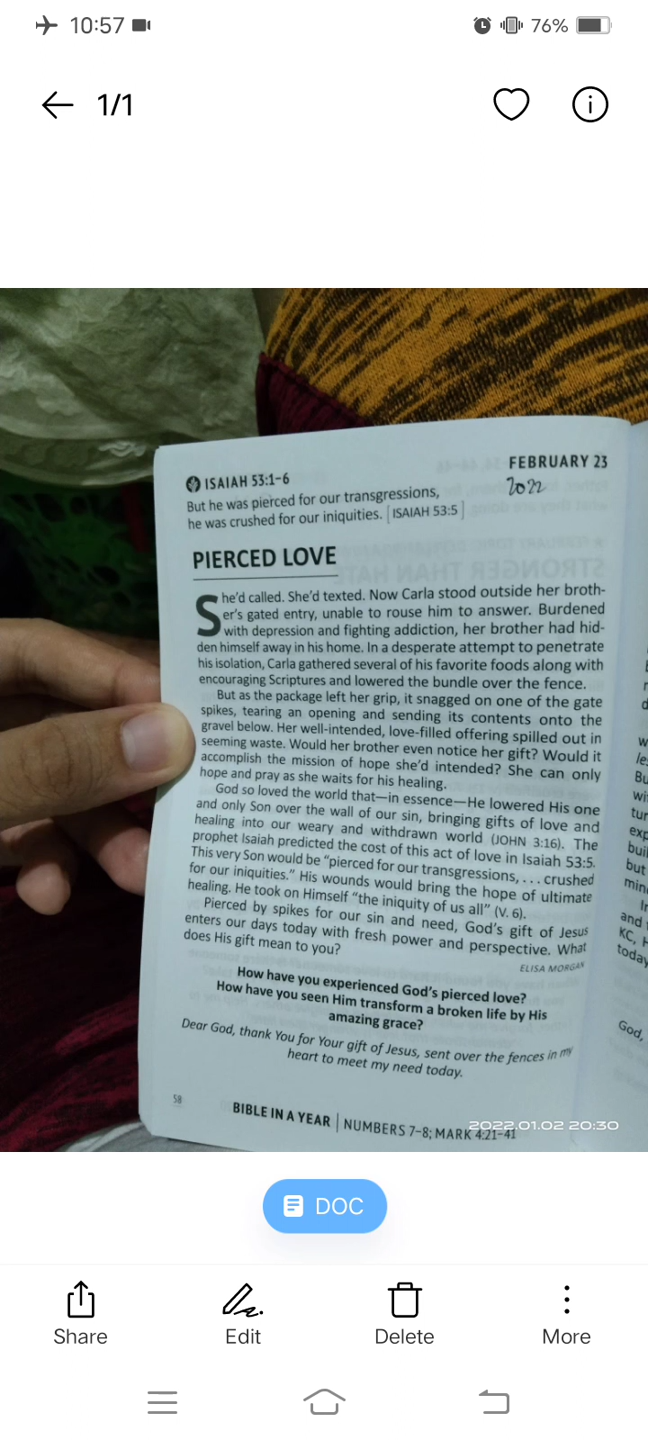 10:57
76%
1/1
FEBRUARY 23
2022
ISAIAH 53:1–6
But he was pierced for our transgressions,
he was crushed for our iniquities. [ISAIAH 53:5]
PIERCED LOVE
She'd called. She'd texted. Now Carla stood outside her broth-
er's gated entry, unable to rouse him to answer. Burdened
with depression and fighting addiction, her brother had hid-
den himself away in his home. In a desperate attempt to penetrate
his isolation, Carla gathered several of his favorite foods along with
encouraging Scriptures and lowered the bundle over the fence.
But as the package left her grip, it snagged on one of the gate
spikes, tearing an opening and sending its contents onto the
gravel below. Her well-intended, love-filled offering spilled out in
seeming waste. Would her brother even notice her gift? Would it
accomplish the mission of hope she'd intended? She can only
hope and pray as she waits for his healing.
God so loved the world that—in essence—He lowered His one
and only Son over the wall of our sin, bringing gifts of love and
healing into our weary and withdrawn world (JOHN 3:16). The
prophet Isaiah predicted the cost of this act of love in Isaiah 53:5.
This very Son would be “pierced for our transgressions, . . . crushed
for our iniquities.” His wounds would bring the hope of ultimate
healing. He took on Himself “the iniquity of us all” (V. 6).
Pierced by spikes for our sin and need, God's gift of Jesus
enters our days today with fresh power and perspective. What
does His gift mean to you?
ELISA MORGAN
How have you experienced God's pierced love?
How have you seen Him transform a broken life by His
amazing grace?
Dear God, thank You for Your gift of Jesus, sent over the fences in my
heart to meet my need today.
58
BIBLE IN A YEAR | NUMBERS 7–8; MARK 4:21–41
and
KC,
today
God,
2022.01.02 20:30
DOC
Share
Edit
Delete
More